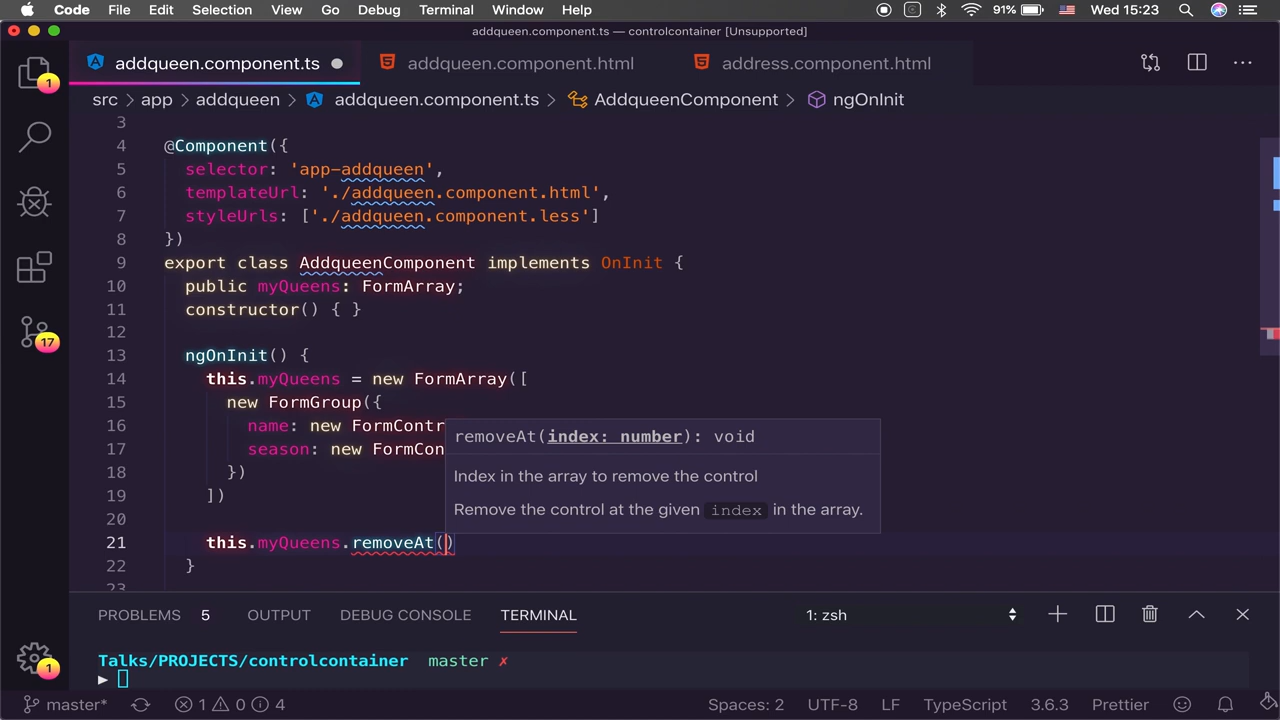 Code File Edit Selection View Go Debug Terminal Window Help 91% Wed 15:23
addqueen.component.ts — controlcontainer [Unsupported]
addqueen.component.ts addqueen.component.html address.component.html
1
src > app > addqueen > addqueen.component.ts > AddqueenComponent > ngOnInit
3
4 @Component({
5 selector: 'app-addqueen',
6 templateUrl: './addqueen.component.html',
7 styleUrls: ['./addqueen.component.less']
8 })
9 export class AddqueenComponent implements OnInit {
10 public myQueens: FormArray;
11 constructor() { }
12
13 ngOnInit() {
17
14 this.myQueens = new FormArray([
15 new FormGroup({
16 name: new FormContr
17 season: new FormCon
18 })
19 ])
20
21 this.myQueens.removeAt()
22 }
23
removeAt(index: number): void
Index in the array to remove the control
Remove the control at the given index in the array.
PROBLEMS 5 OUTPUT DEBUG CONSOLE TERMINAL 1: zsh
Talks/PROJECTS/controlcontainer master ✗
▶
1
master* 1 0 4 Spaces: 2 UTF-8 LF TypeScript 3.6.3 Prettier